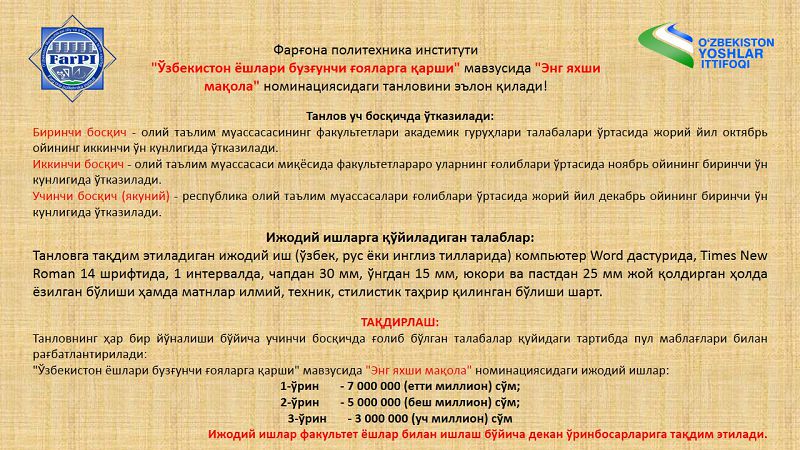 FarPI
O'ZBEKISTON
YOSHLAR
ITTIFOQI
Фарғона политехника институти
"Ўзбекистон ёшлари бузғунчи ғояларга қарши" мавзусида "Энг яхши
мақола" номинациясидаги танловини эълон қилади!
Танлов уч босқичда ўтказилади:
Биринчи босқич - олий таълим муассасасининг факультетлари академик гуруҳлари талабалари ўртасида жорий йил октябрь
ойининг иккинчи ўн кунлигида ўтказилади.
Иккинчи босқич - олий таълим муассасаси миқёсида факультетлараро уларнинг ғолиблари ўртасида ноябрь ойининг биринчи ўн
кунлигида ўтказилади.
Учинчи босқич (якуний) - республика олий таълим муассасалари ғолиблари ўртасида жорий йил декабрь ойининг биринчи ўн
кунлигида ўтказилади.
Ижодий ишларга қўйиладиган талаблар:
Танловга тақдим этиладиган ижодий иш (ўзбек, рус ёки инглиз тилларида) компьютер Word дастурида, Times New
Roman 14 шрифтида, 1 интервалда, чапдан 30 мм, ўнгдан 15 мм, юкори ва пастдан 25 мм жой қолдирган ҳолда
ёзилган бўлиши ҳамда матнлар илмий, техник, стилистик таҳрир қилинган бўлиши шарт.
ТАҚДИРЛАШ:
Танловнинг ҳар бир йўналиши бўйича учинчи босқичда ғолиб бўлган талабалар қуйидаги тартибда пул маблағлари билан
рағбатлантирилади:
"Ўзбекистон ёшлари бузғунчи ғояларга қарши" мавзусида "Энг яхши мақола" номинациясидаги ижодий ишлар:
1-ўрин - 7 000 000 (етти миллион) сўм;
2-ўрин - 5 000 000 (беш миллион) сўм;
3-ўрин - 3 000 000 (уч миллион) сўм
Ижодий ишлар факультет ёшлар билан ишлаш бўйича декан ўринбосарларига тақдим этилади.